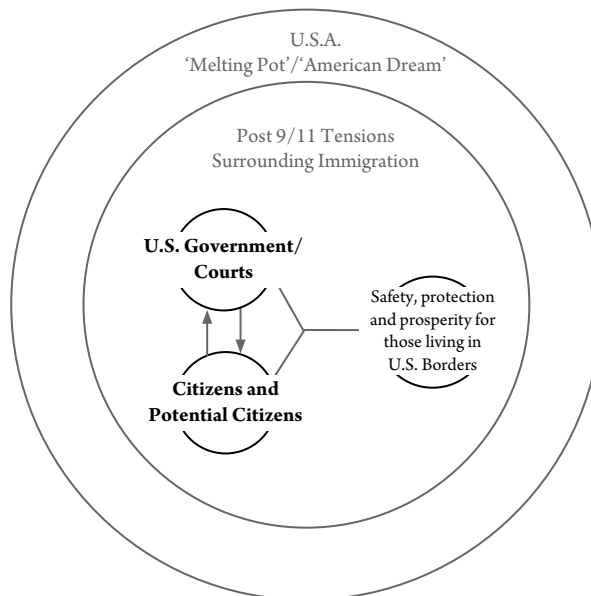 U.S.A.
‘Melting Pot’/‘American Dream’
Post 9/11 Tensions
Surrounding Immigration
U.S. Government/
Courts
Safety, protection
and prosperity for
those living in
U.S. Borders
Citizens and
Potential Citizens